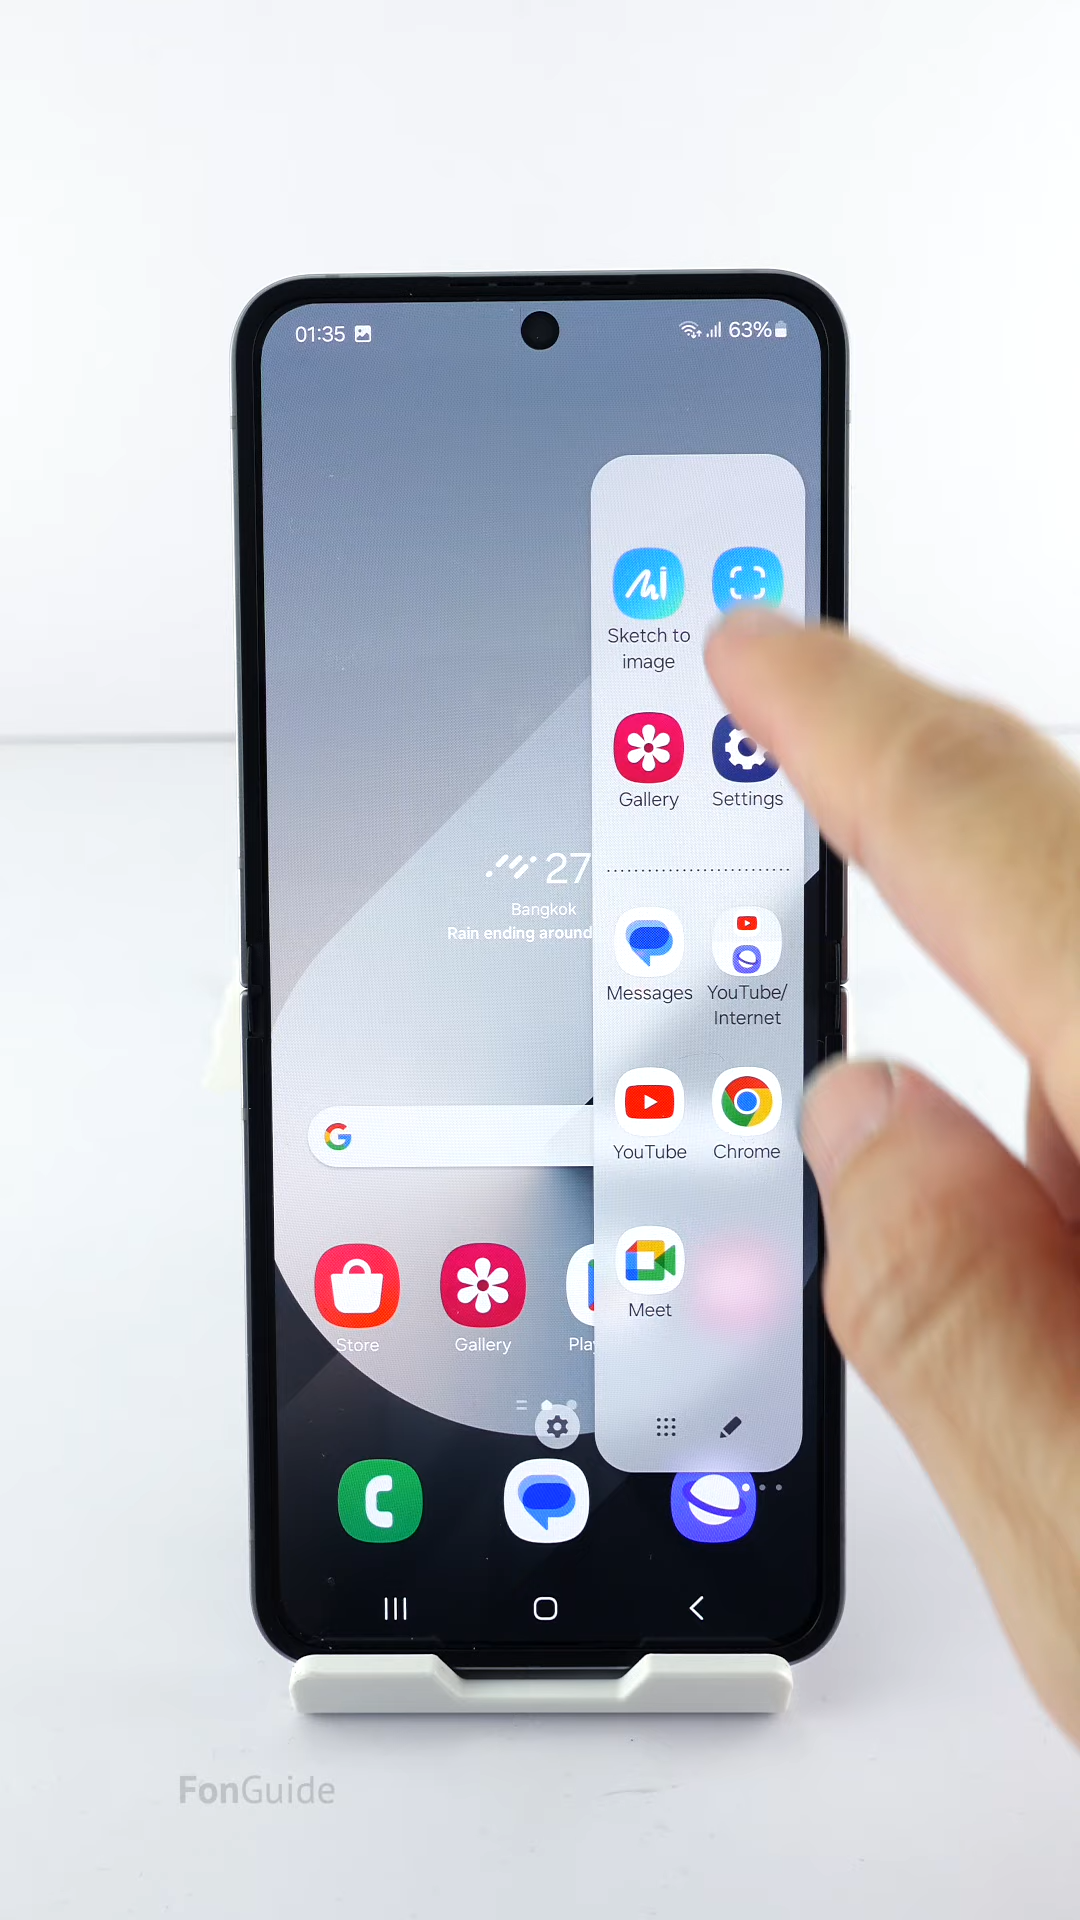 01:35
63%
Sketch to
image
Gallery
Settings
27
Bangkok
Rain ending around
Messages
YouTube/
Internet
YouTube
Chrome
Meet
Store
Gallery
Pla
FonGuide